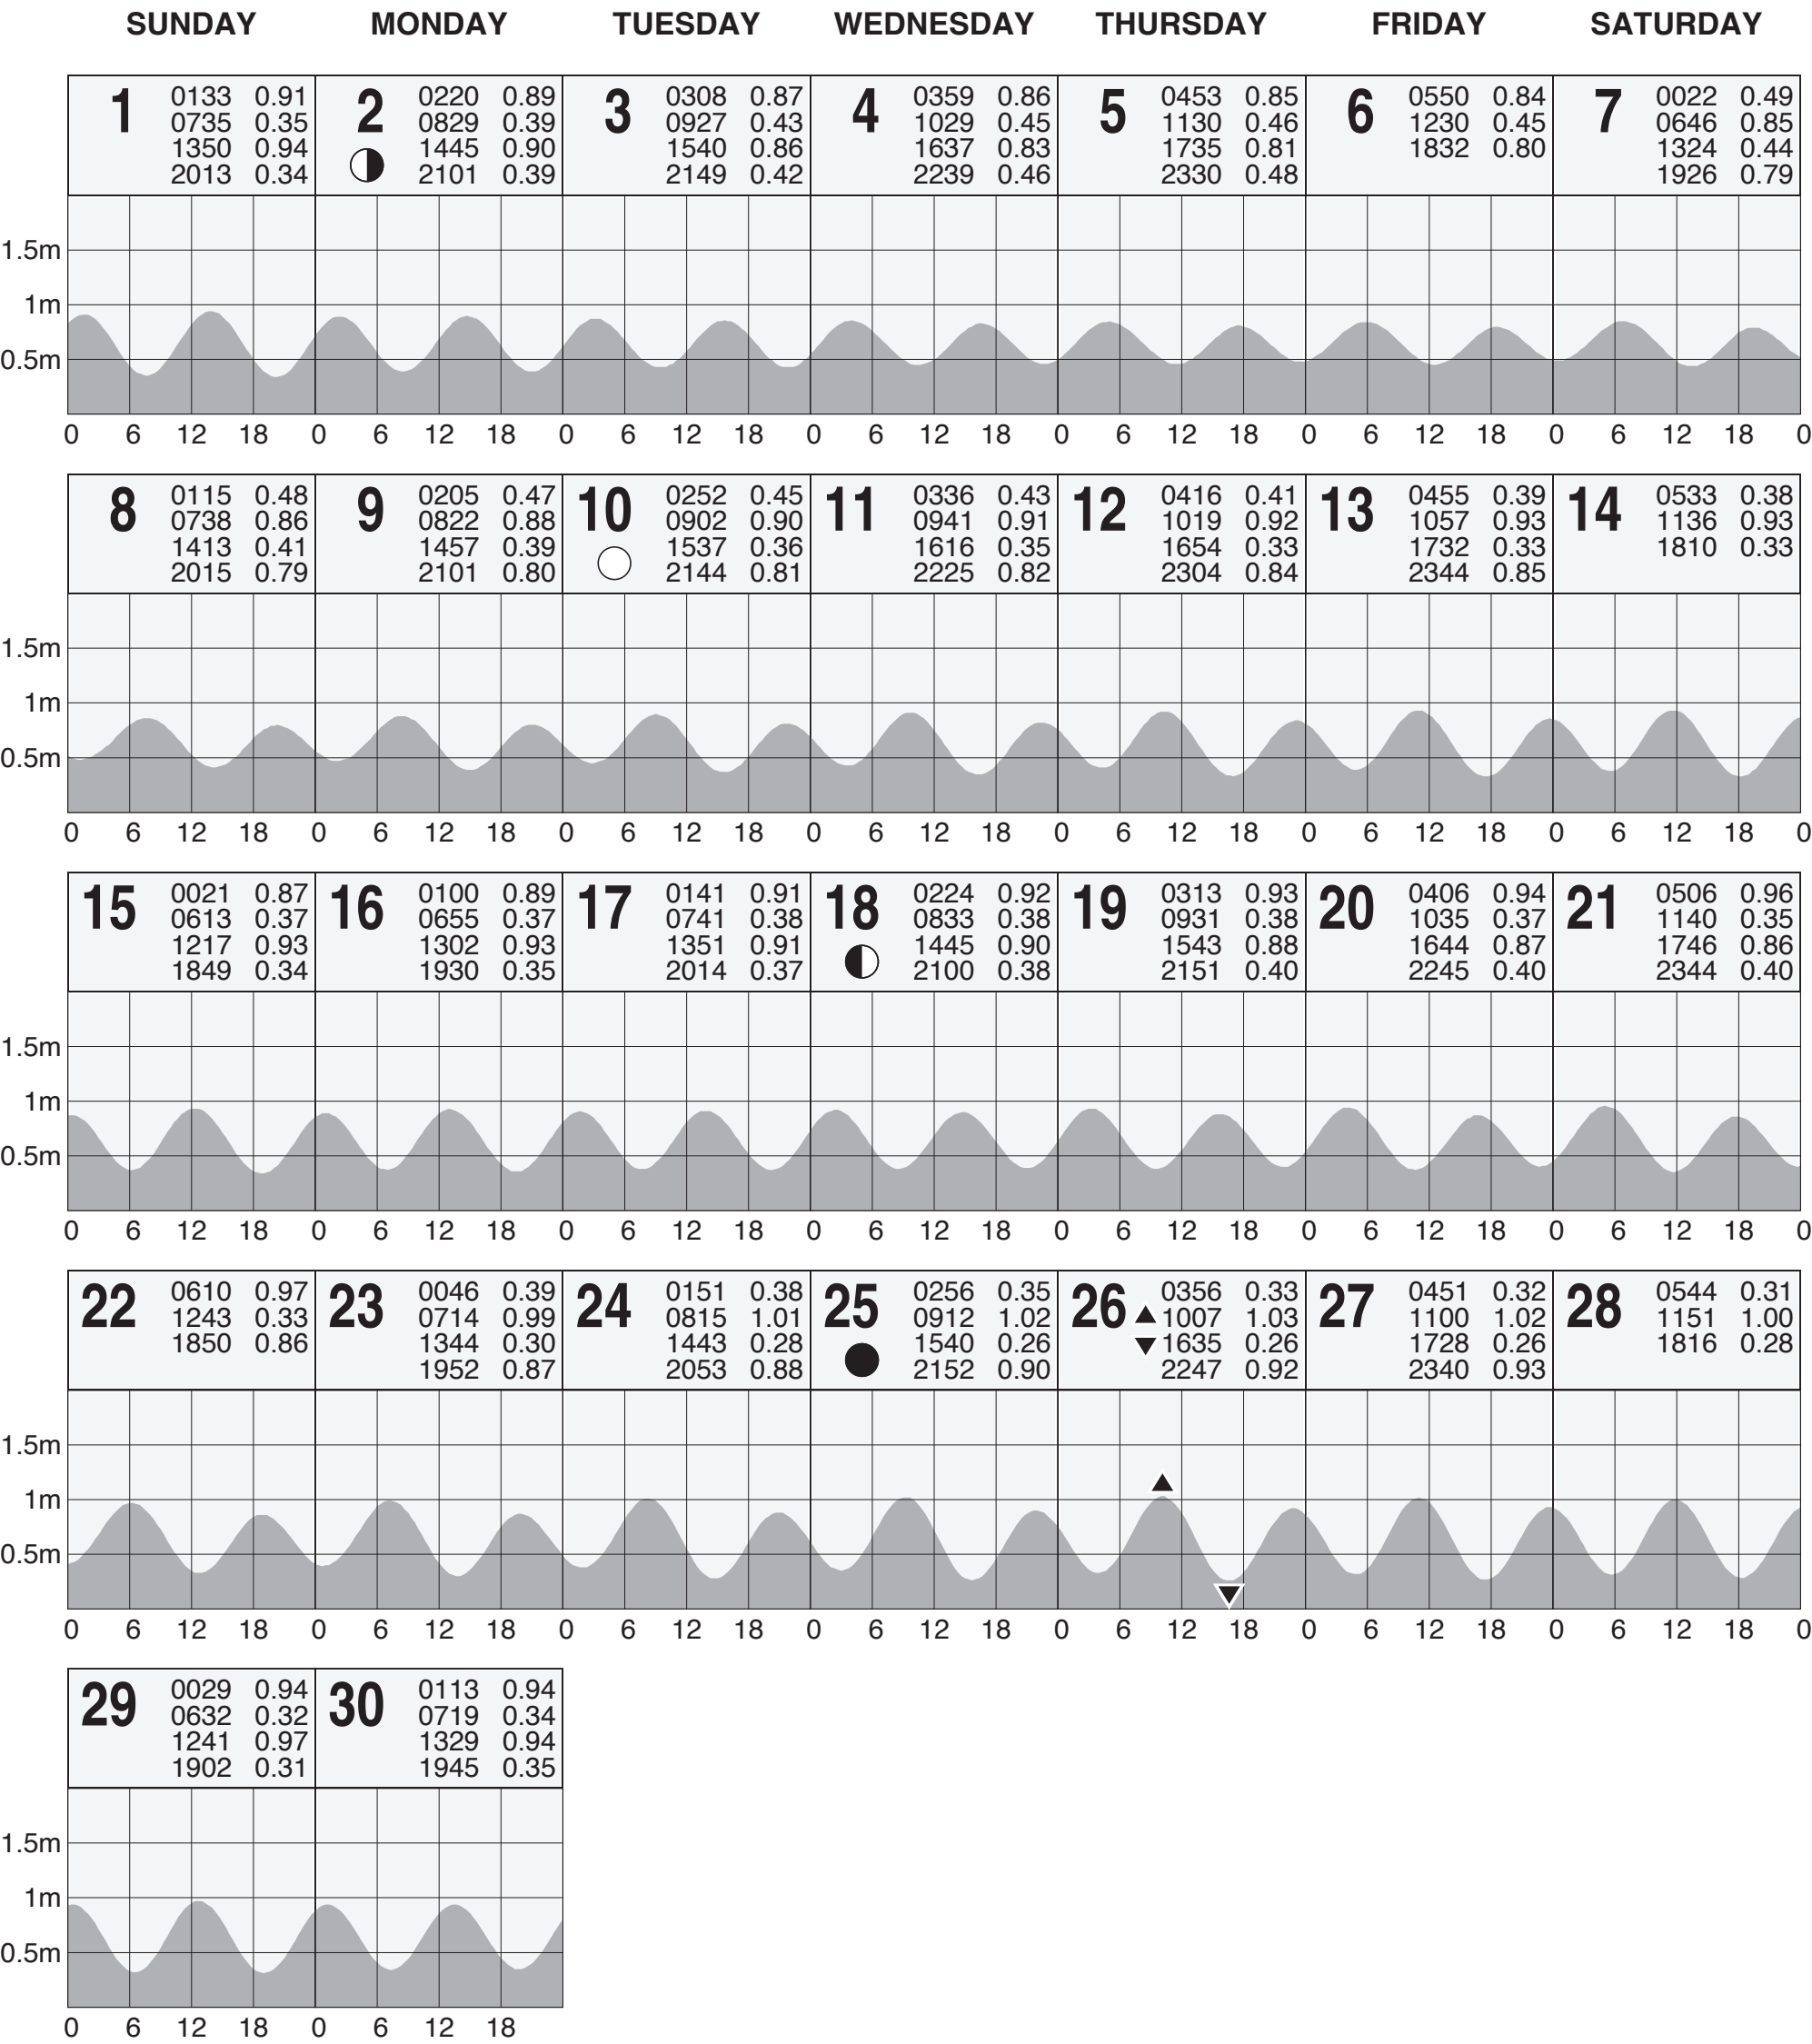 SUNDAY MONDAY TUESDAY WEDNESDAY THURSDAY FRIDAY SATURDAY
1 0133 0.91
0735 0.35
1350 0.94
2013 0.34
2 0220 0.89
0829 0.39
1445 0.90
2101 0.39
3 0308 0.87
0927 0.43
1540 0.86
2149 0.42
4 0359 0.86
1029 0.45
1637 0.83
2239 0.46
5 0453 0.85
1130 0.46
1735 0.81
2330 0.48
6 0550 0.84
1230 0.45
1832 0.80
7 0022 0.49
0646 0.85
1324 0.44
1926 0.79
1.5m
1m
0.5m
0 6 12 18 0 6 12 18 0 6 12 18 0 6 12 18 0 6 12 18 0 6 12 18 0 6 12 18 0
8 0115 0.48
0738 0.86
1413 0.41
2015 0.79
9 0205 0.47
0822 0.88
1457 0.39
2101 0.80
10 0252 0.45
0902 0.90
1537 0.36
2144 0.81
11 0336 0.43
0941 0.91
1616 0.35
2225 0.82
12 0416 0.41
1019 0.92
1654 0.33
2304 0.84
13 0455 0.39
1057 0.93
1732 0.33
2344 0.85
14 0533 0.38
1136 0.93
1810 0.33
1.5m
1m
0.5m
0 6 12 18 0 6 12 18 0 6 12 18 0 6 12 18 0 6 12 18 0 6 12 18 0 6 12 18 0
15 0021 0.87
0613 0.37
1217 0.93
1849 0.34
16 0100 0.89
0655 0.37
1302 0.93
1930 0.35
17 0141 0.91
0741 0.38
1351 0.91
2014 0.37
18 0224 0.92
0833 0.38
1445 0.90
2100 0.38
19 0313 0.93
0931 0.38
1543 0.88
2151 0.40
20 0406 0.94
1035 0.37
1644 0.87
2245 0.40
21 0506 0.96
1140 0.35
1746 0.86
2344 0.40
1.5m
1m
0.5m
0 6 12 18 0 6 12 18 0 6 12 18 0 6 12 18 0 6 12 18 0 6 12 18 0 6 12 18 0
22 0610 0.97
1243 0.33
1850 0.86
23 0046 0.39
0714 0.99
1344 0.30
1952 0.87
24 0151 0.38
0815 1.01
1443 0.28
2053 0.88
25 0256 0.35
0912 1.02
1540 0.26
2152 0.90
26 0356 0.33
1007 1.03
1635 0.26
2247 0.92
27 0451 0.32
1100 1.02
1728 0.26
2340 0.93
28 0544 0.31
1151 1.00
1816 0.28
1.5m
1m
0.5m
0 6 12 18 0 6 12 18 0 6 12 18 0 6 12 18 0 6 12 18 0 6 12 18 0 6 12 18 0
29 0029 0.94
0632 0.32
1241 0.97
1902 0.31
30 0113 0.94
0719 0.34
1329 0.94
1945 0.35
1.5m
1m
0.5m
0 6 12 18 0 6 12 18